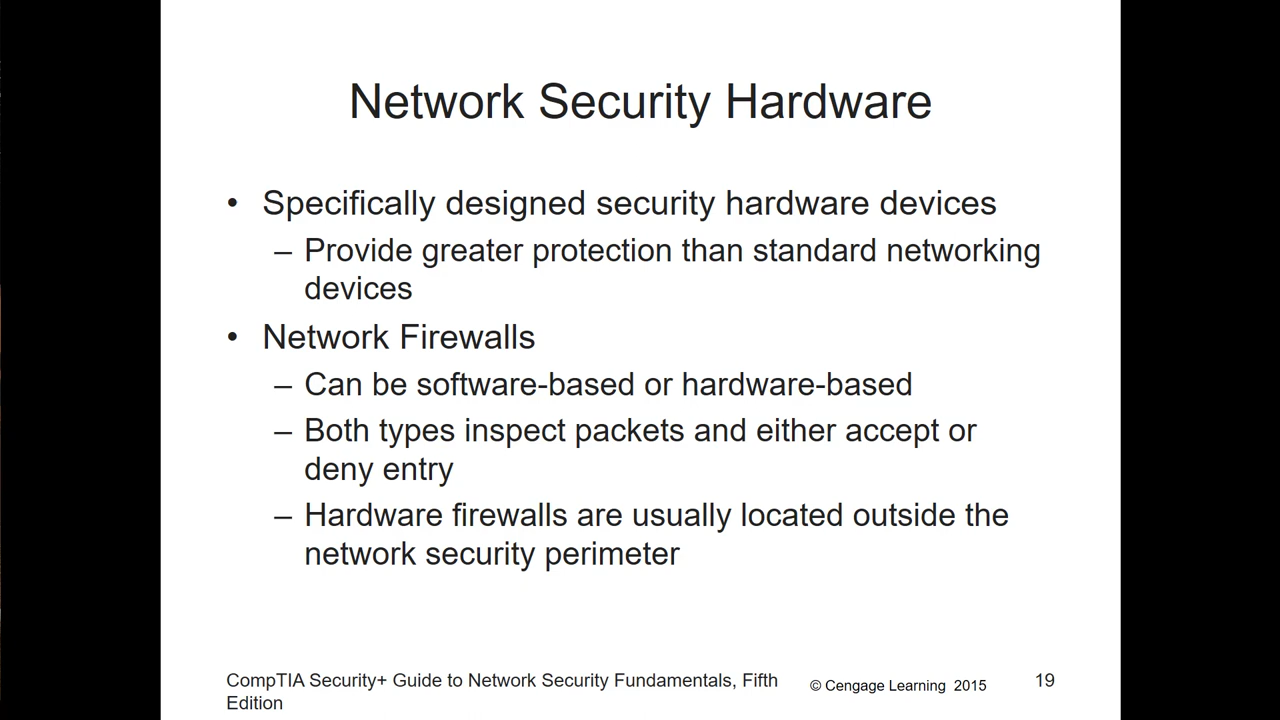 Network Security Hardware
• Specifically designed security hardware devices
– Provide greater protection than standard networking
devices
• Network Firewalls
– Can be software-based or hardware-based
– Both types inspect packets and either accept or
deny entry
– Hardware firewalls are usually located outside the
network security perimeter
CompTIA Security+ Guide to Network Security Fundamentals, Fifth
Edition
© Cengage Learning 2015
19